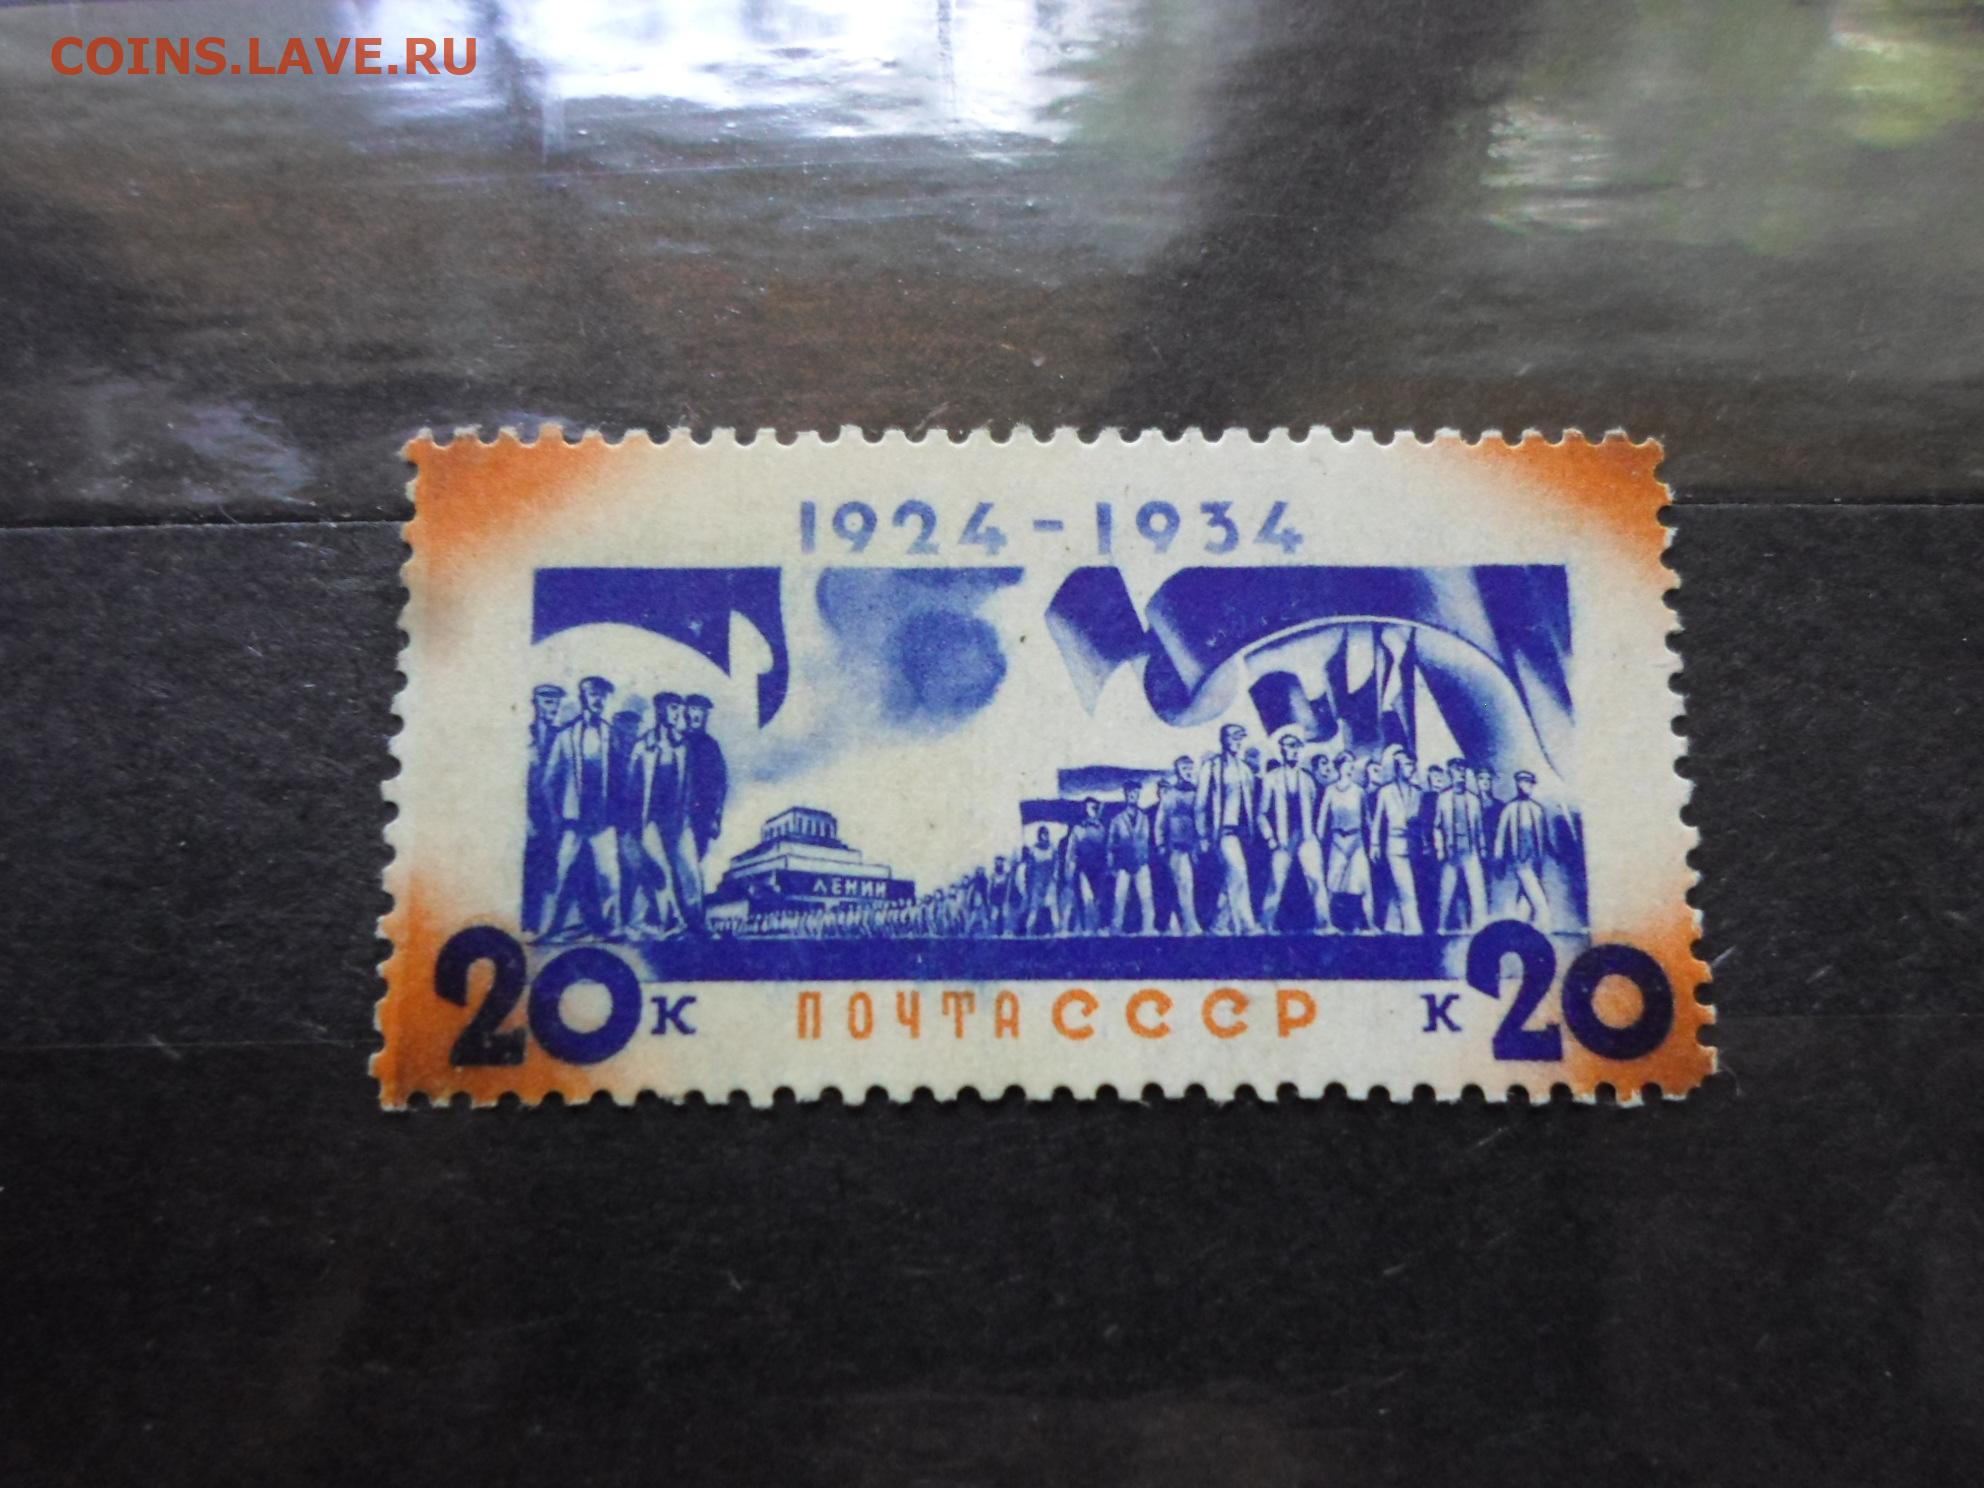 COINS.LAVE.RU
1924-1934
ЛЕНИН
20 к ПОЧТА СССР к 20